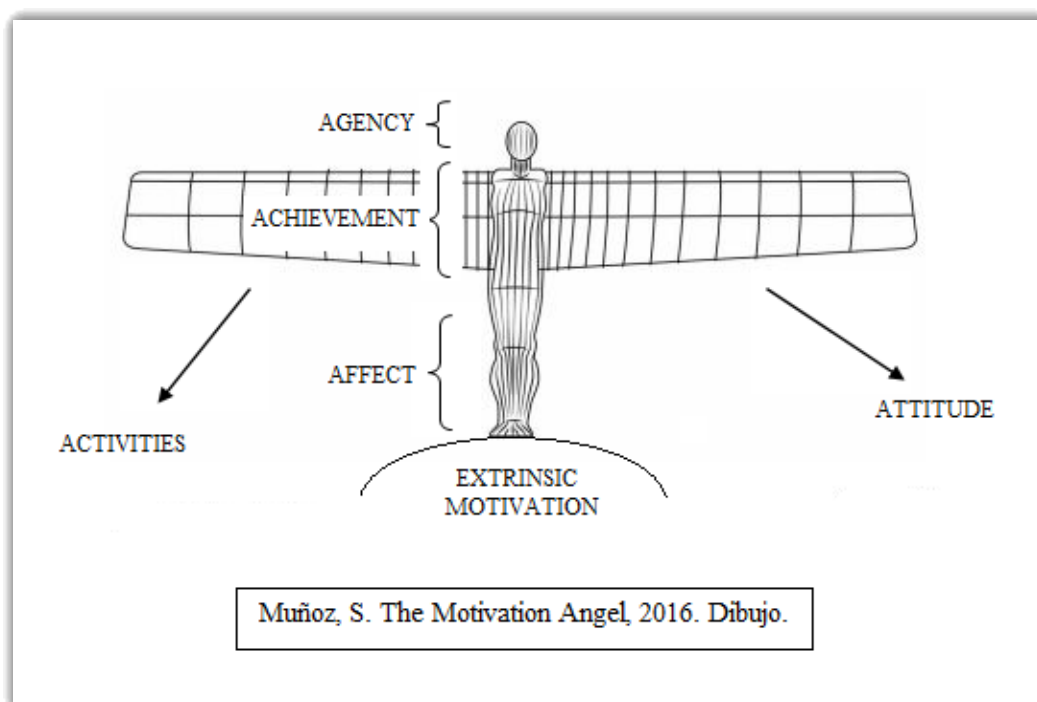 AGENCY
ACHIEVEMENT
AFFECT
ACTIVITIES
ATTITUDE
EXTRINSIC
MOTIVATION
Muñoz, S. The Motivation Angel, 2016. Dibujo.